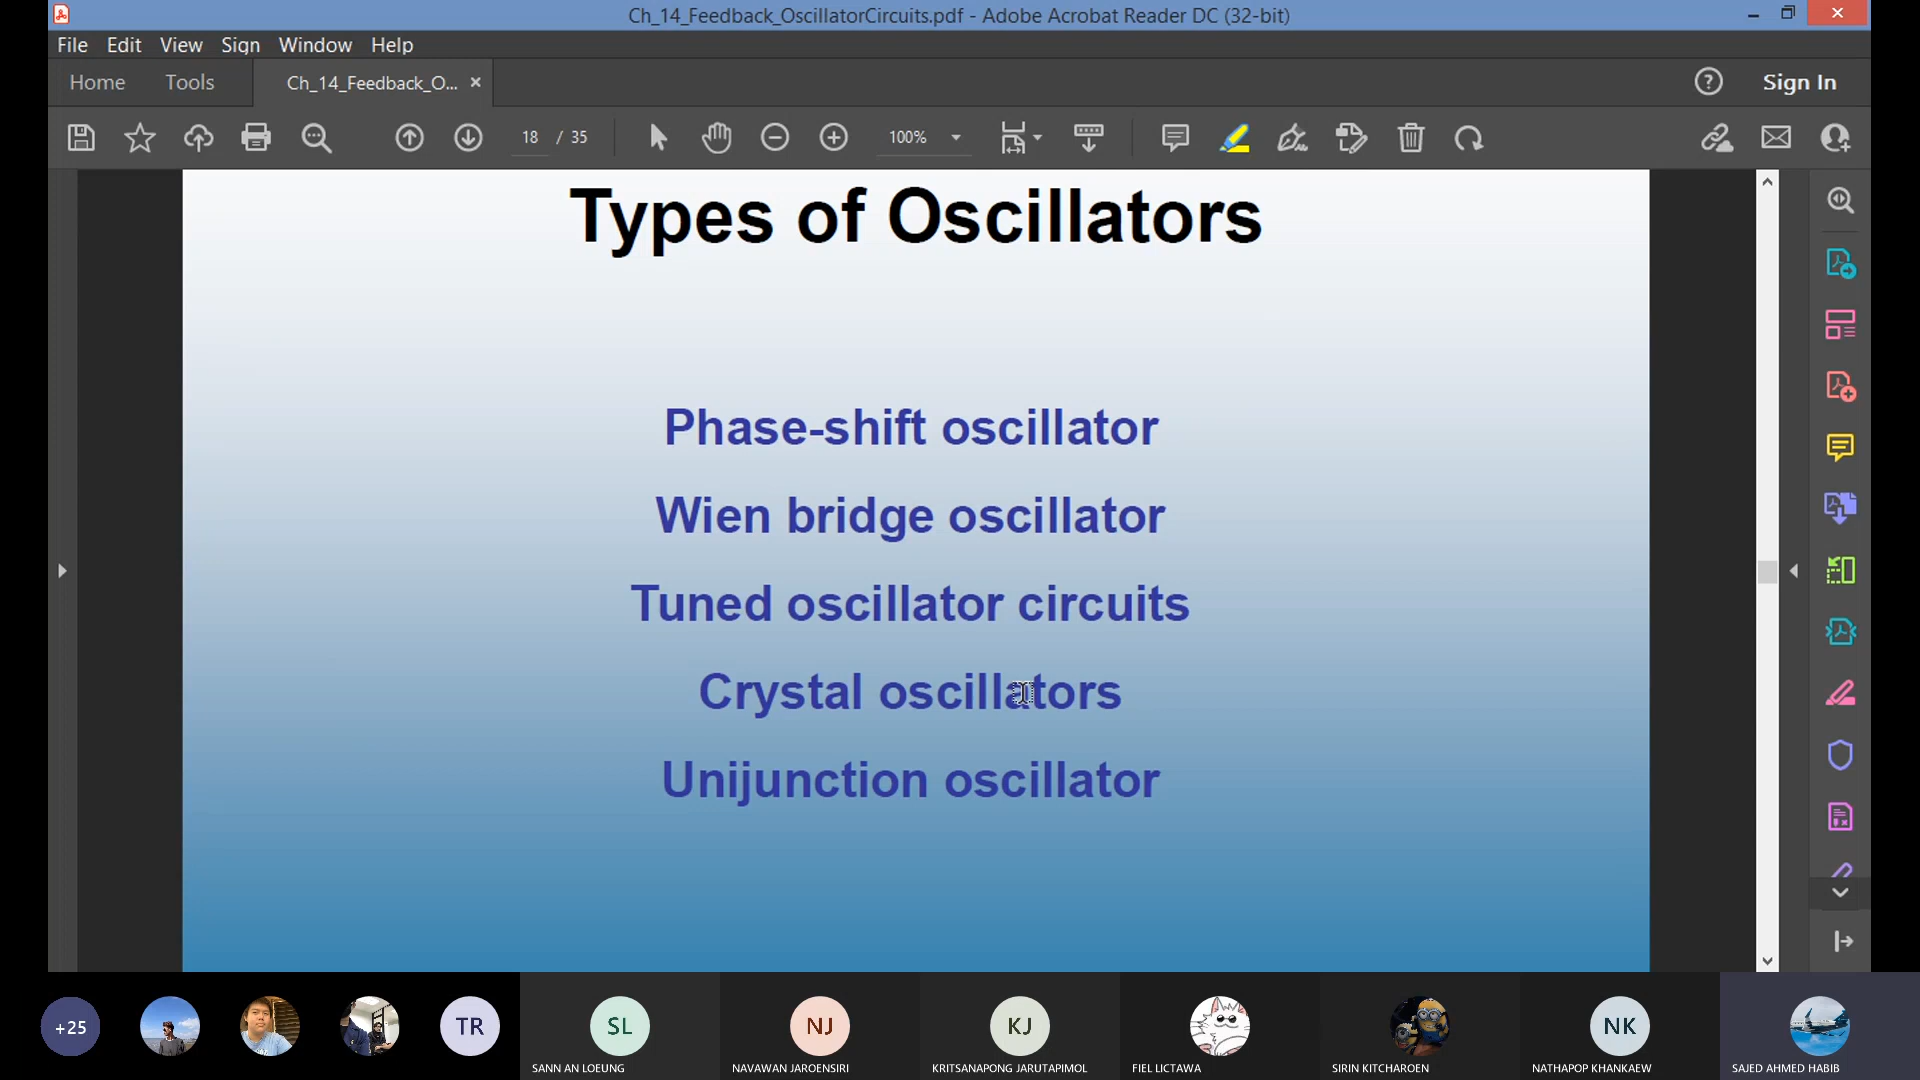 Ch_14_Feedback_OscillatorCircuits.pdf - Adobe Acrobat Reader DC (32-bit)
File Edit View Sign Window Help
Home Tools Ch_14_Feedback_O... Sign In
18 / 35 100%
Types of Oscillators
Phase-shift oscillator
Wien bridge oscillator
Tuned oscillator circuits
Crystal oscillators
Unijunction oscillator
+25 TR SL NJ KJ NK
SANN AN LOEUNG NAVAWAN JAROENSIRI KRITSANAPONG JARUTAPIMOL FIEL LICTAWA SIRIN KITCHAROEN NATHAPOP KHANKAEW SAJED AHMED HABIB